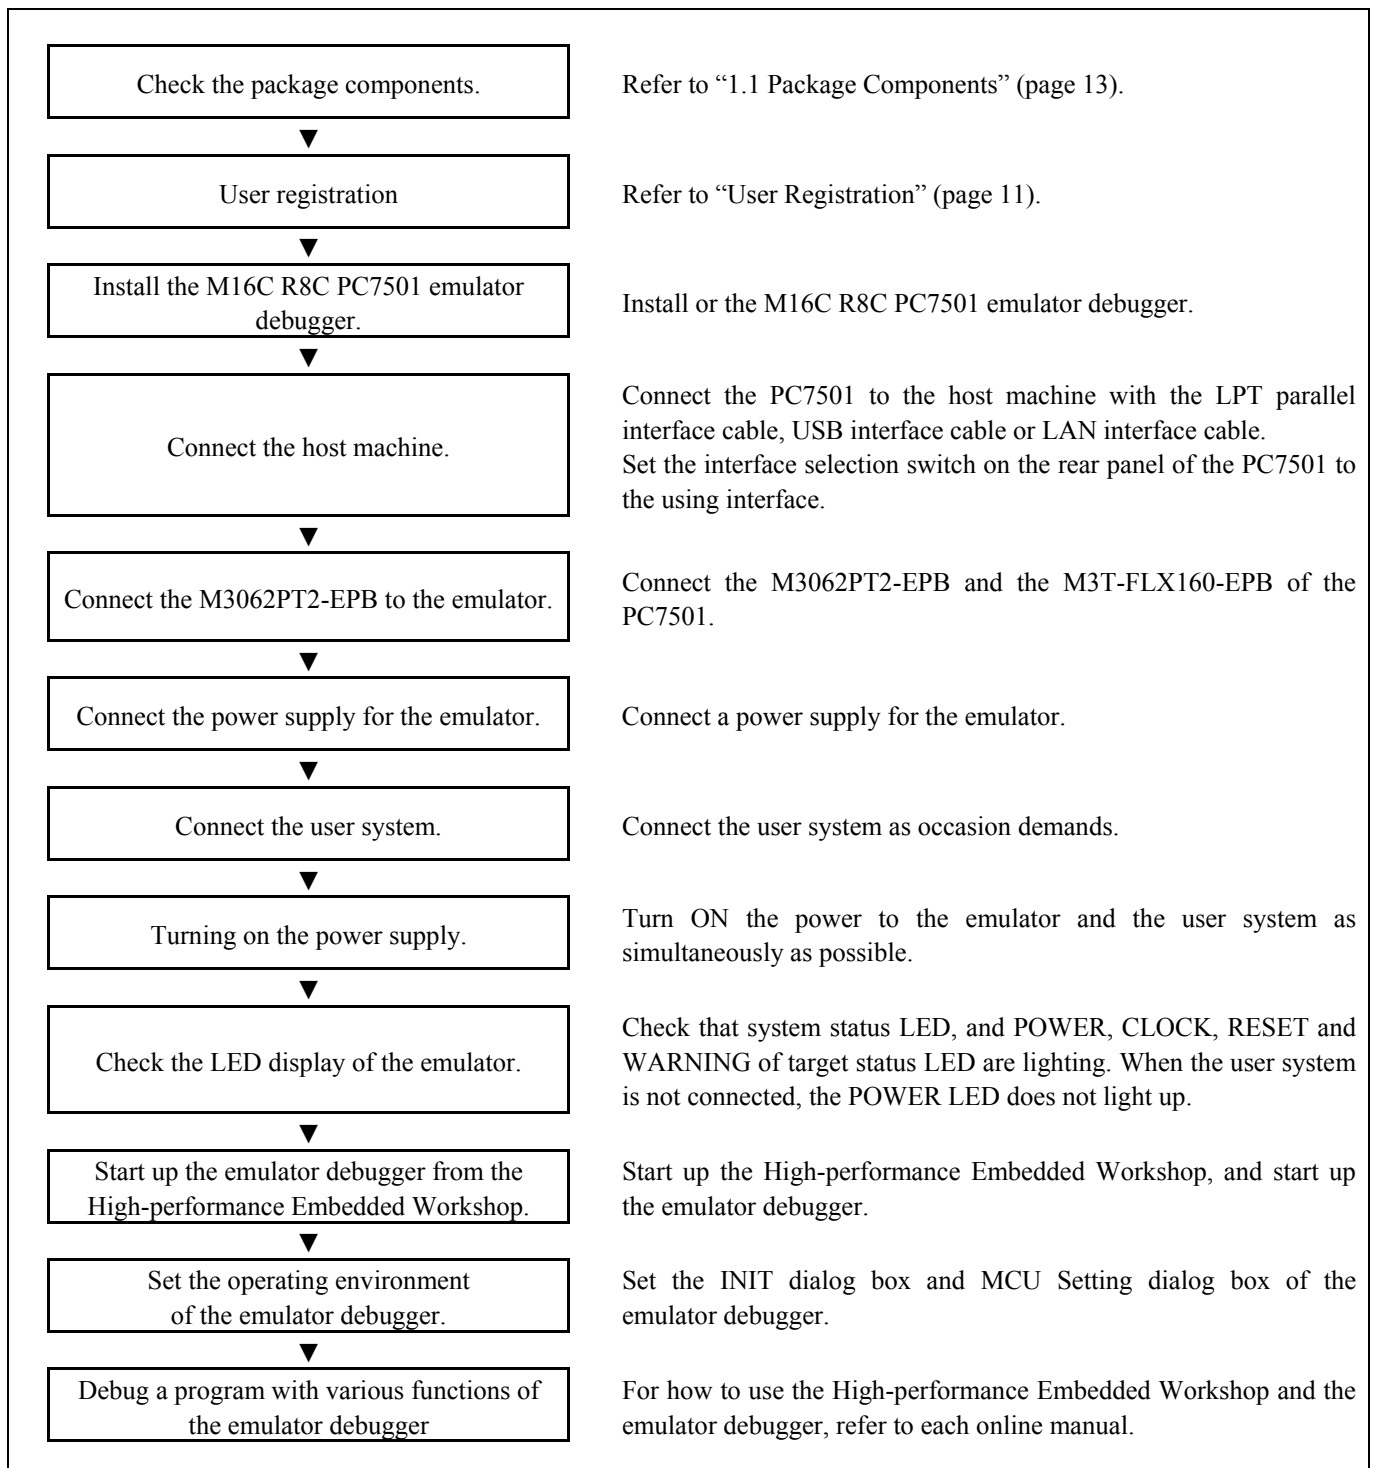 Check the package components.
Refer to “1.1 Package Components” (page 13).
▼
User registration
Refer to “User Registration” (page 11).
▼
Install the M16C R8C PC7501 emulator
debugger.
Install or the M16C R8C PC7501 emulator debugger.
▼
Connect the host machine.
Connect the PC7501 to the host machine with the LPT parallel
interface cable, USB interface cable or LAN interface cable.
Set the interface selection switch on the rear panel of the PC7501 to
the using interface.
▼
Connect the M3062PT2-EPB to the emulator.
Connect the M3062PT2-EPB and the M3T-FLX160-EPB of the
PC7501.
▼
Connect the power supply for the emulator.
Connect a power supply for the emulator.
▼
Connect the user system.
Connect the user system as occasion demands.
▼
Turning on the power supply.
Turn ON the power to the emulator and the user system as
simultaneously as possible.
▼
Check the LED display of the emulator.
Check that system status LED, and POWER, CLOCK, RESET and
WARNING of target status LED are lighting. When the user system
is not connected, the POWER LED does not light up.
▼
Start up the emulator debugger from the
High-performance Embedded Workshop.
Start up the High-performance Embedded Workshop, and start up
the emulator debugger.
▼
Set the operating environment
of the emulator debugger.
Set the INIT dialog box and MCU Setting dialog box of the
emulator debugger.
▼
Debug a program with various functions of
the emulator debugger
For how to use the High-performance Embedded Workshop and the
emulator debugger, refer to each online manual.